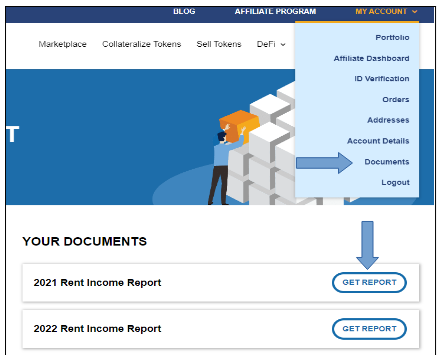 BLOG AFFILIATE PROGRAM MY ACCOUNT
Marketplace Collateralize Tokens Sell Tokens DeFi
Portfolio
Affiliate Dashboard
ID Verification
Orders
Addresses
Account Details
Documents
Logout
T
YOUR DOCUMENTS
2021 Rent Income Report GET REPORT
2022 Rent Income Report GET REPORT